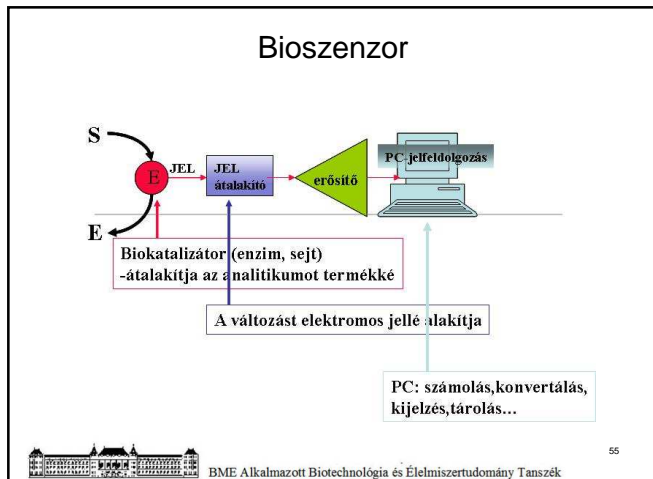 Bioszenzor
S
E
JEL
JEL
átalakító
erősítő
PC-jelfeldolgozás
E
Biokatalizátor (enzim, sejt)
-átalakítja az analitikumot termékké
A változást elektromos jellé alakítja
PC: számolás,konvertálás,
kijelzés,tárolás...
55
BME Alkalmazott Biotechnológia és Élelmiszertudomány Tanszék